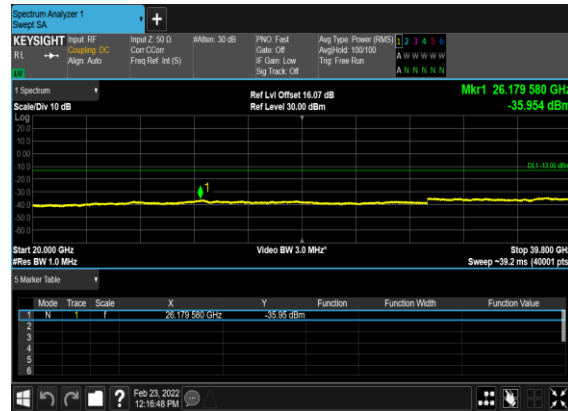 Spectrum Analyzer 1
Swept SA
+
KEYSIGHT Input: RF Input Z: 50 Ω #Atten: 30 dB PNO: Fast Avg Type: Power (RMS) 1 2 3 4 5 6
RL Coupling: DC Corr CCorr Gate: Off Avg|Hold: 100/100 A W W W W W
Align: Auto Freq Ref: Int (S) IF Gain: Low Trig: Free Run
Sig Track: Off A N N N N N
LW
1 Spectrum Ref Lvl Offset 16.07 dB Mkr1 26.179 580 GHz
Scale/Div 10 dB Ref Level 30.00 dBm -35.954 dBm
Log
20.0
10.0
0.00
-10.0 DL1 -13.00 dBm
-20.0
-30.0 1
-40.0
-50.0
-60.0
Start 20.000 GHz Video BW 3.0 MHz* Stop 39.800 GHz
#Res BW 1.0 MHz Sweep ~39.2 ms (40001 pts
5 Marker Table
Mode Trace Scale X Y Function Function Width Function Value
1 N 1 f 26.179 580 GHz -35.95 dBm
2
3
4
5
6
? Feb 23, 2022
12:16:48 PM